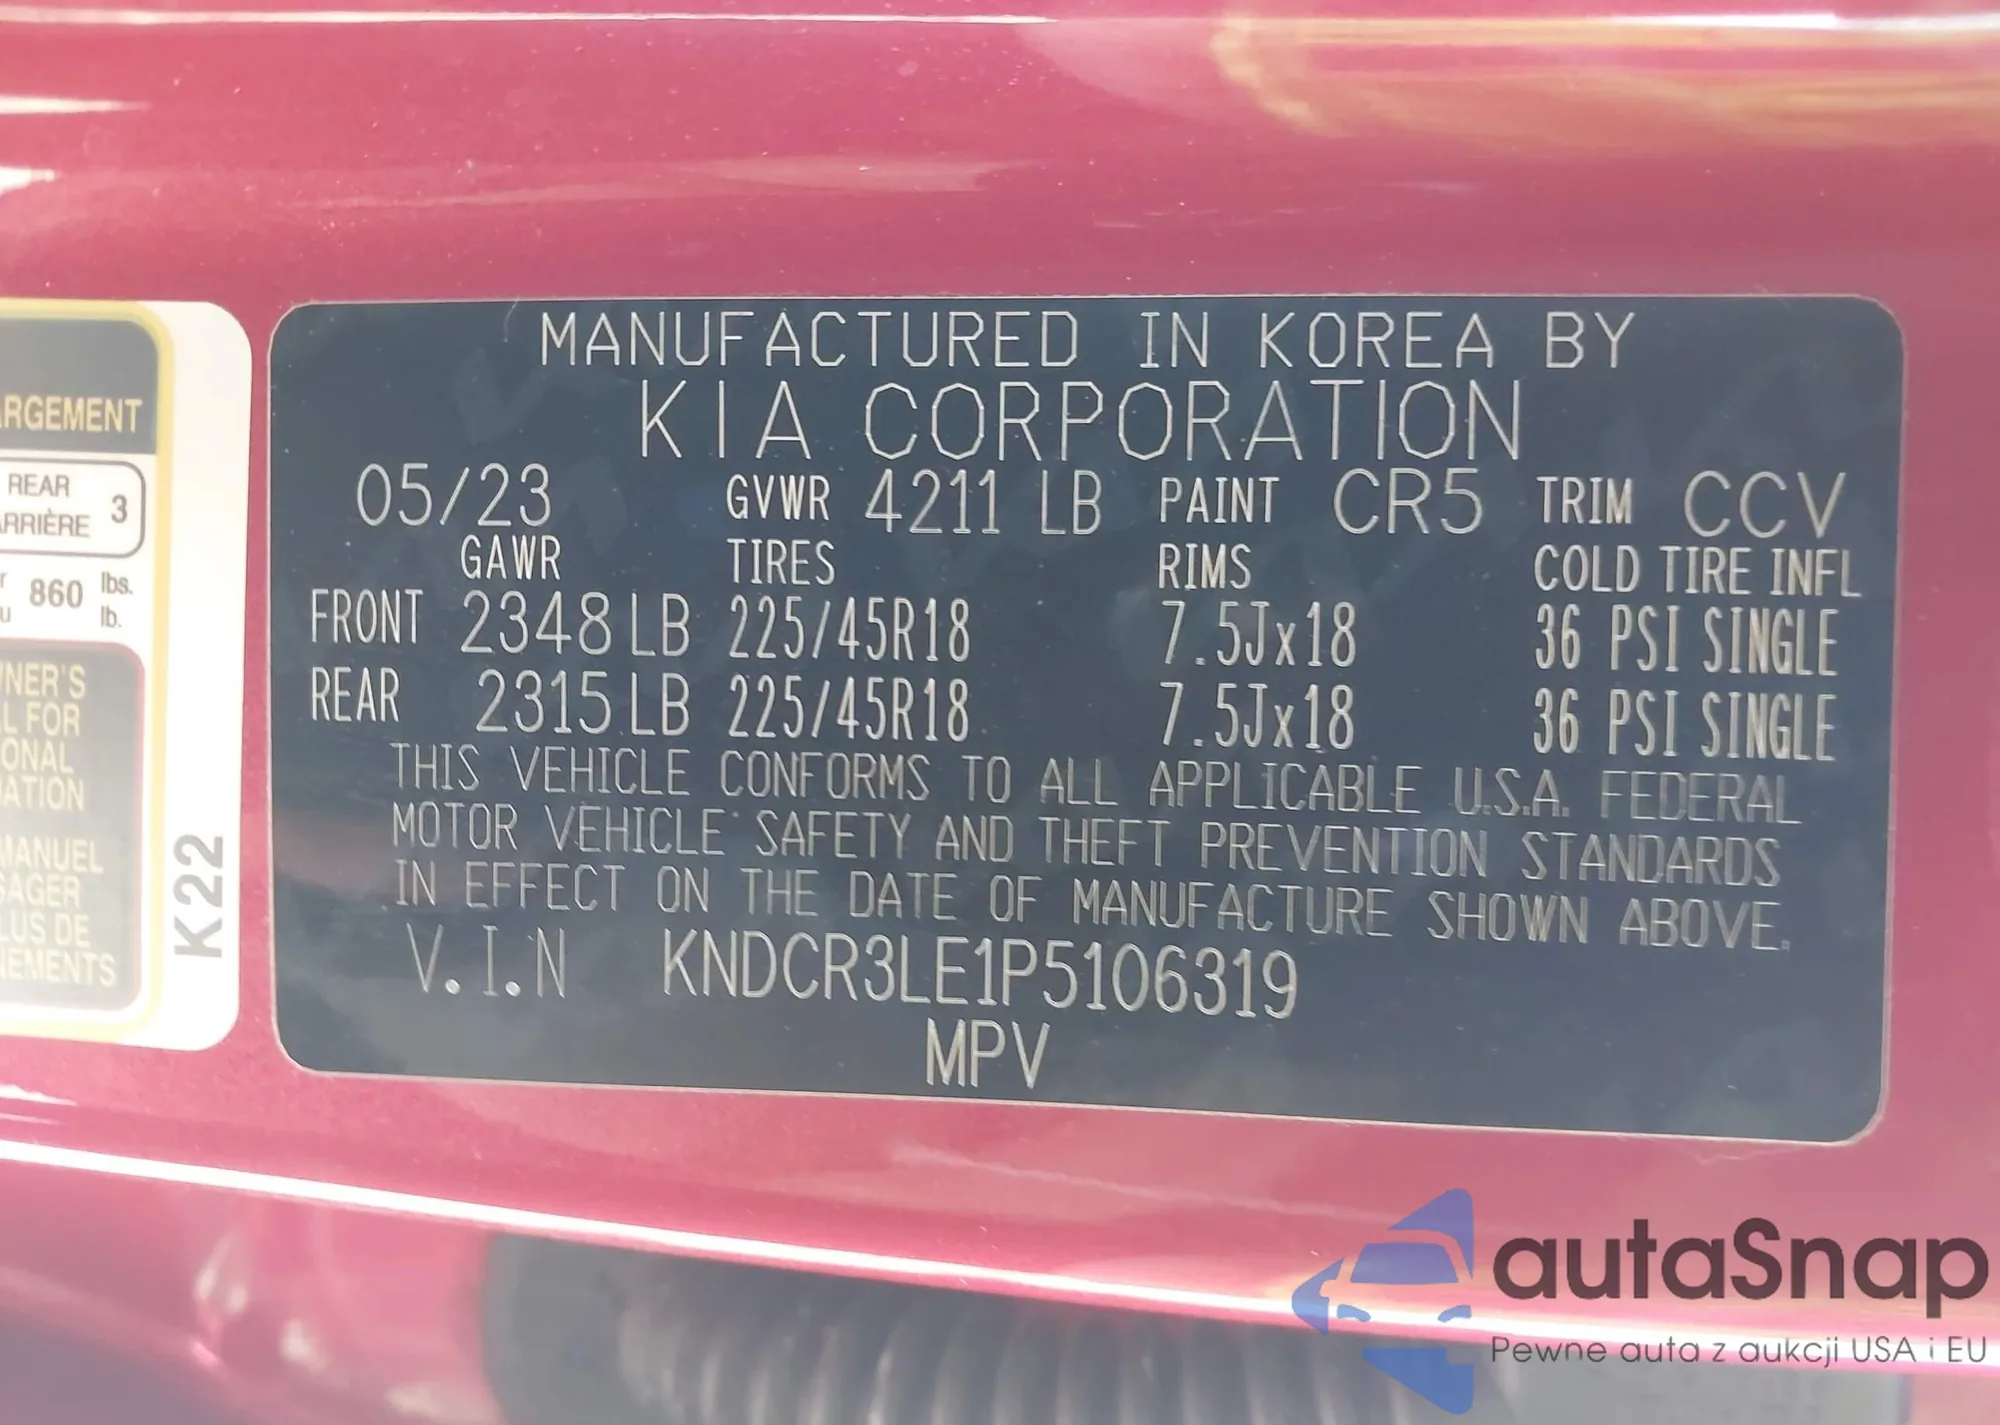 MANUFACTURED IN KOREA BY
KIA CORPORATION
05/23 GVWR 4211 LB PAINT CR5 TRIM CCV
GAWR TIRES RIMS COLD TIRE INFL
FRONT 2348 LB 225/45R18 7.5Jx18 36 PSI SINGLE
REAR 2315 LB 225/45R18 7.5Jx18 36 PSI SINGLE
THIS VEHICLE CONFORMS TO ALL APPLICABLE U.S.A. FEDERAL
MOTOR VEHICLE SAFETY AND THEFT PREVENTION STANDARDS
IN EFFECT ON THE DATE OF MANUFACTURE SHOWN ABOVE.
V.I.N KNDCR3LE1P5106319
MPV
REAR 3
860 lbs.
lb.
FOR
MANUEL
DE
K22
autaSnap
Pewne auta z aukcji USA i EU